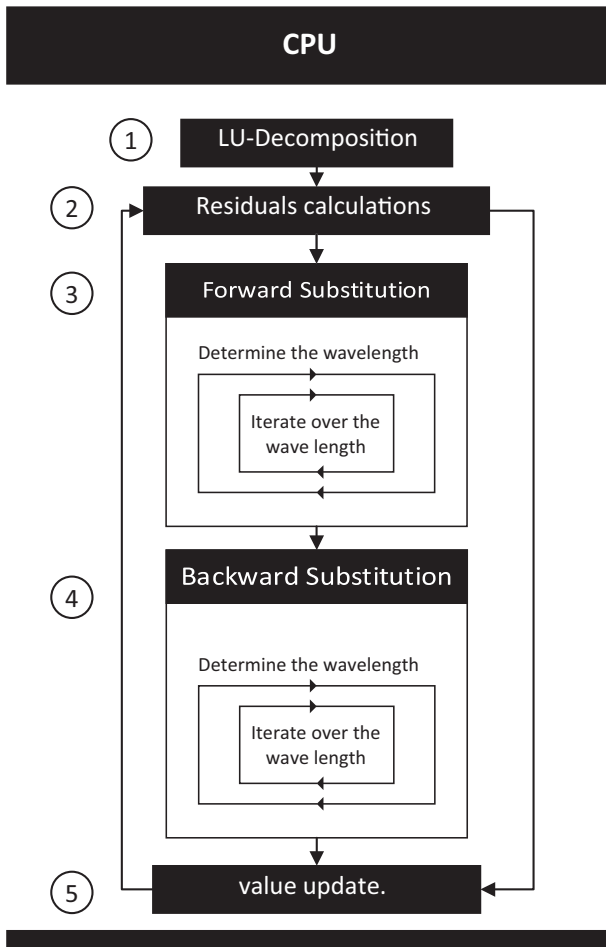 CPU
1
LU-Decomposition
2
Residuals calculations
3
Forward Substitution
Determine the wavelength
Iterate over the
wave length
4
Backward Substitution
Determine the wavelength
Iterate over the
wave length
5
value update.